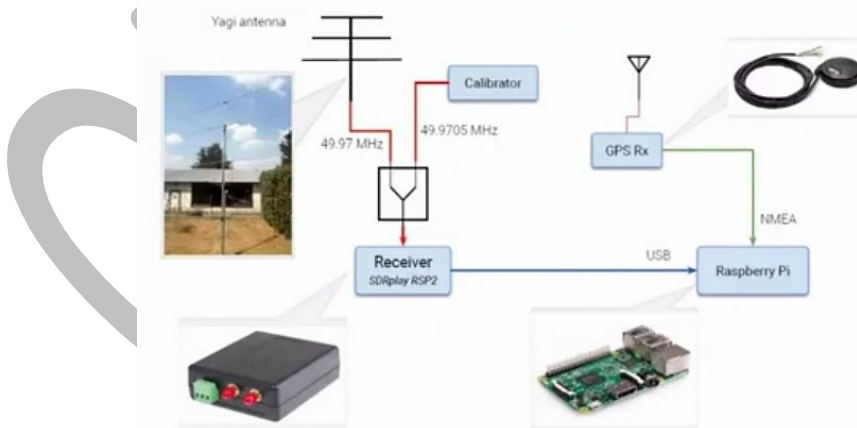 Yagi antenna
Calibrator
49.97 MHz
49.9705 MHz
GPS Rx
NMEA
Receiver
SDRplay RSP2
USB
Raspberry Pi